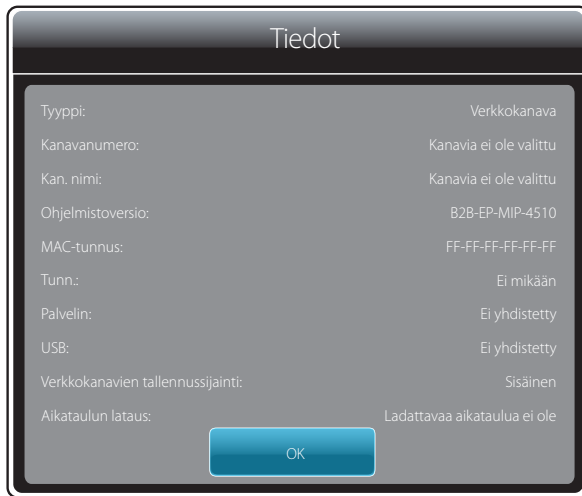 Tiedot
Tyyppi: Verkkokanava
Kanavanumero: Kanavia ei ole valittu
Kan. nimi: Kanavia ei ole valittu
Ohjelmistoversio: B2B-EP-MIP-4510
MAC-tunnus: FF-FF-FF-FF-FF-FF
Tunn.: Ei mikään
Palvelin: Ei yhdistetty
USB: Ei yhdistetty
Verkkokanavien tallennussijainti: Sisäinen
Aikataulun lataus: Ladattavaa aikataulua ei ole
OK